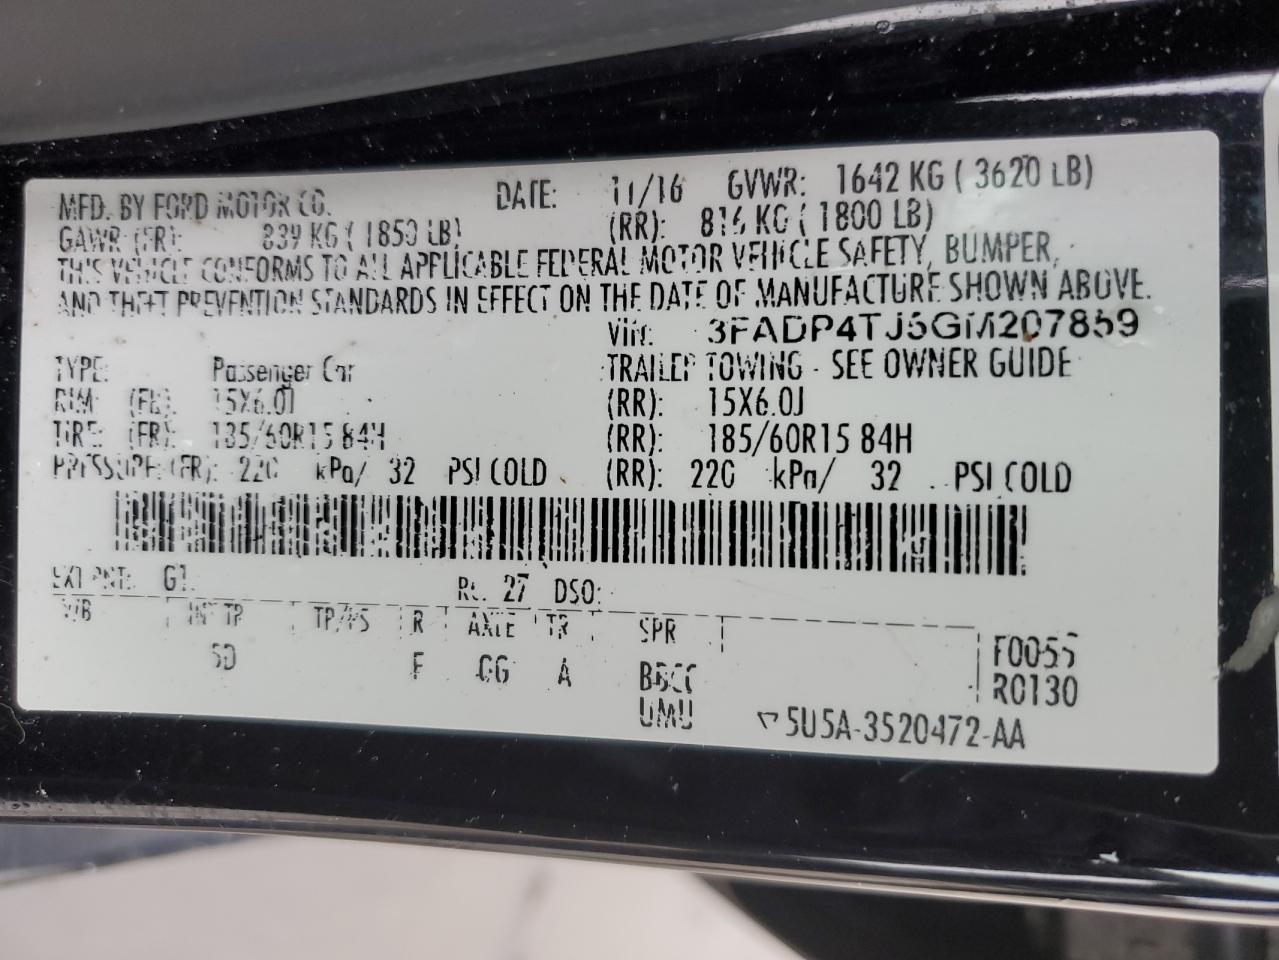 MFD. BY FORD MOTOR CO. DATE: 11/16 GVWR: 1642 KG ( 3620 LB)
GAWR (FR): 839 KG ( 1850 LB) (RR): 816 KG ( 1800 LB)
THIS VEHICLE CONFORMS TO ALL APPLICABLE FEDERAL MOTOR VEHICLE SAFETY, BUMPER,
AND THEFT PREVENTION STANDARDS IN EFFECT ON THE DATE OF MANUFACTURE SHOWN ABOVE.
VIN: 3FADP4TJ5GM207859
TYPE: Passenger Car TRAILER TOWING - SEE OWNER GUIDE
RIM: (FR): 15X6.0J (RR): 15X6.0J
TIRE: (FR): 185/60R15 84H (RR): 185/60R15 84H
PRESSURE: (FR): 220 kPa/ 32 PSI COLD (RR): 220 kPa/ 32 PSI COLD
EXT PNT: G1 RC: 27 DSO:
WB INT TR TP/PS R AXLE TR SPR
5D F CG A
UMU
F0055
R0130
5U5A-3520472-AA